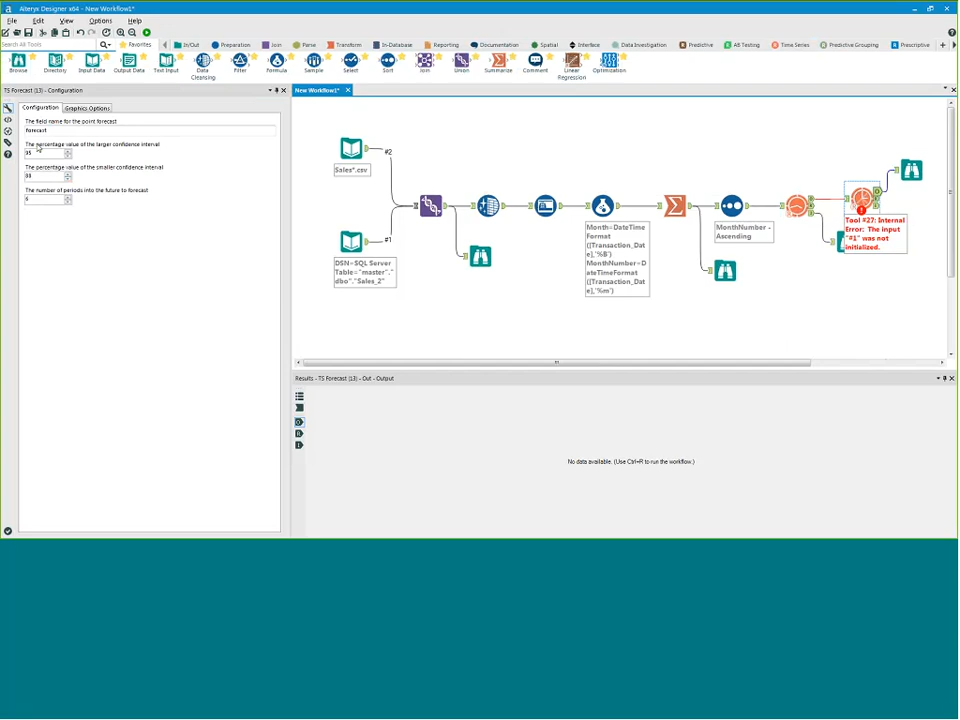 Alteryx Designer x64 - New Workflow1*
File Edit View Options Help
Search All Tools
Favorites In/Out Preparation Join Parse Transform In-Database Reporting Documentation Spatial Interface Data Investigation Predictive AB Testing Time Series Predictive Grouping Prescriptive
Browse Directory Input Data Output Data Text Input Data Cleansing Filter Formula Sample Select Sort Join Union Summarize Comment Linear Regression Optimization
TS Forecast (13) - Configuration
New Workflow1*
Configuration Graphics Options
The field name for the point forecast
forecast
The percentage value of the larger confidence interval
95
The percentage value of the smaller confidence interval
The number of periods into the future to forecast
6
#2
Sales*.csv
#1
DSN=SQL Server
Table="master"."
dbo"."Sales_2"
Month=DateTime
Format
([Transaction_Dat
e],'%B')
MonthNumber=D
ateTimeFormat
([Transaction_Dat
e],'%m')
MonthNumber -
Ascending
Tool #27: Internal
Error: The input
"#1" was not
initialized.
Results - TS Forecast (13) - Out - Output
No data available. (Use Ctrl+R to run the workflow.)